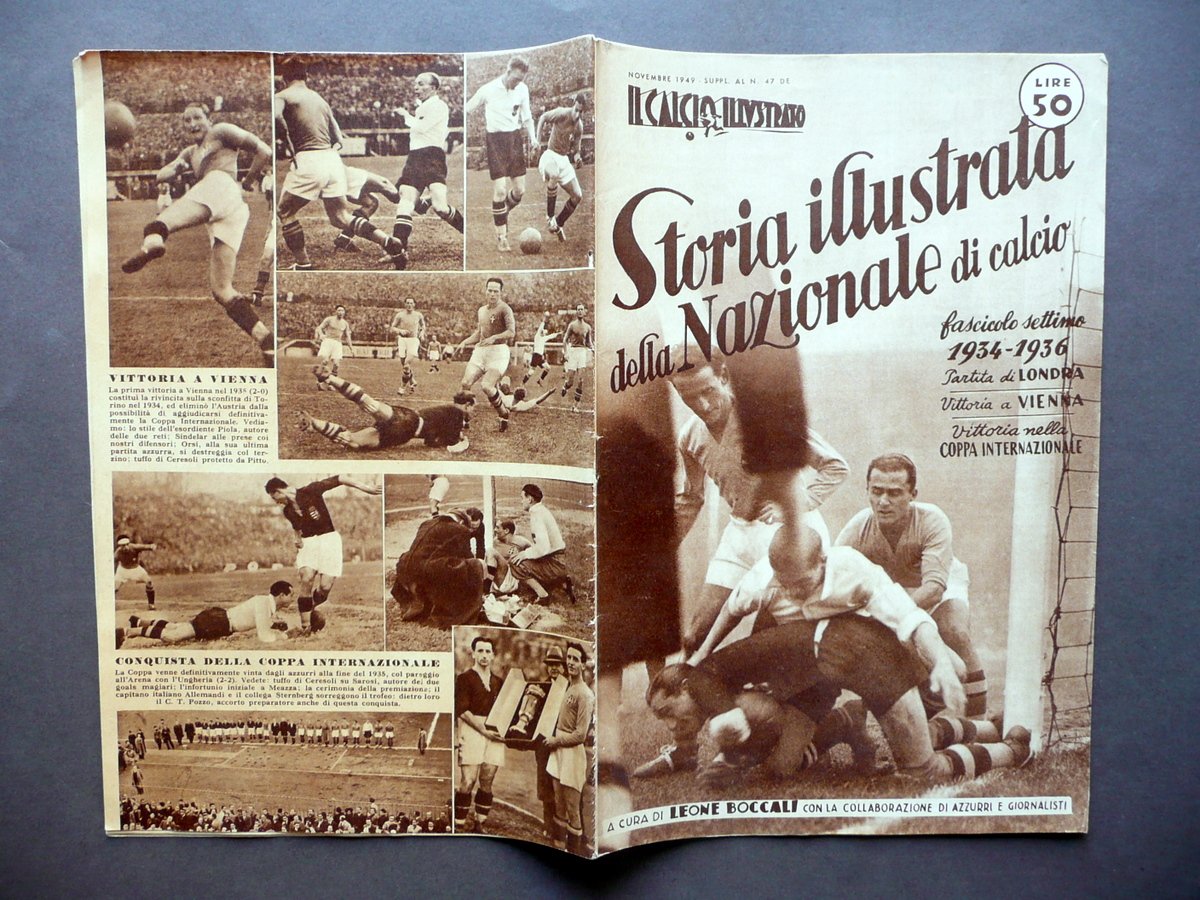 VITTORIA A VIENNA
La prima vittoria a Vienna nel 1935 (2-0)
costituì la rivincita sulla sconfitta di To-
rino nel 1934, ed eliminò l'Austria dalla
possibilità di aggiudicarsi definitiva-
mente la Coppa Internazionale. Vedia-
mo: lo stile dell'esordiente Piola, autore
delle due reti; Sindelar alle prese coi
nostri difensori; Orsi, alla sua ultima
partita azzurra, si destreggia col ter-
zino; tuffo di Ceresoli protetto da Pitto.
CONQUISTA DELLA COPPA INTERNAZIONALE
La Coppa venne definitivamente vinta dagli azzurri alla fine del 1935, col pareggio
all'Arena con l'Ungheria (2-2). Vedete: tuffo di Ceresoli su Sarosi, autore dei due
goals magiari; l'infortunio iniziale a Meazza; la cerimonia della premiazione; il
capitano italiano Allemandi e il collega Sternberg sorreggono il trofeo; dietro loro
il C. T. Pozzo, accorto preparatore anche di questa conquista.
NOVEMBRE 1949 - SUPPL. AL N. 47 DE
IL CALCIO ILLVSTRATO
LIRE
50
Storia illustrata
della Nazionale di calcio
fascicolo settimo
1934-1936
Partita di LONDRA
Vittoria a VIENNA
Vittoria nella
COPPA INTERNAZIONALE
A CURA DI LEONE BOCCALI CON LA COLLABORAZIONE DI AZZURRI E GIORNALISTI